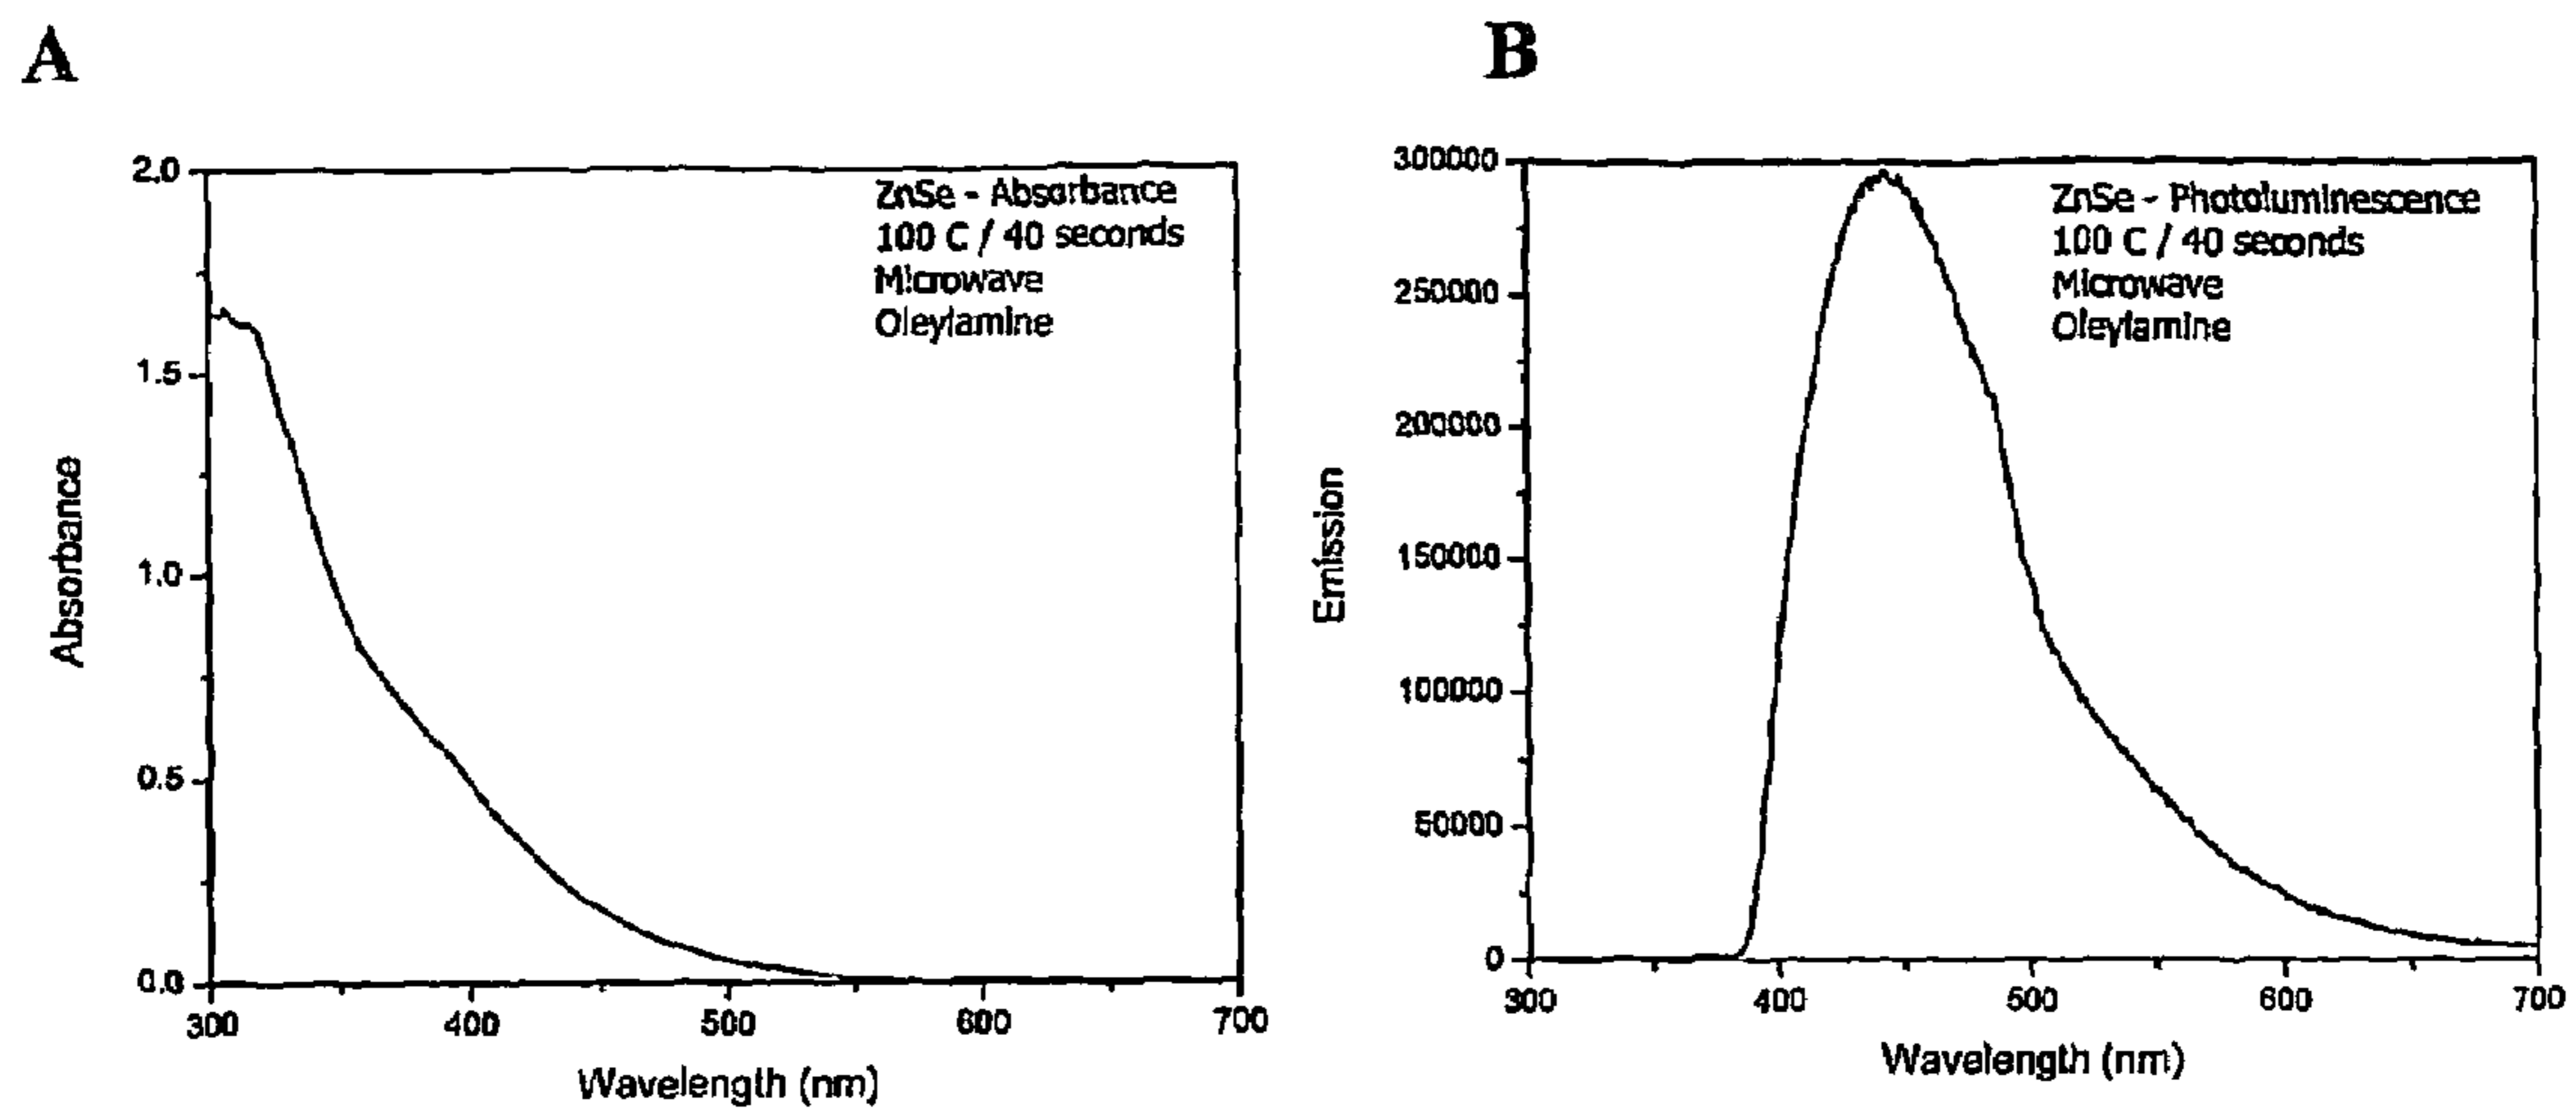 A
2.0
1.5
1.0
0.5
0.0
Absorbance
ZnSe - Absorbance
100 C / 40 seconds
Microwave
Oleylamine
300 400 500 600 700
Wavelength (nm)
B
300000
250000
200000
150000
100000
50000
0
Emission
ZnSe - Photoluminescence
100 C / 40 seconds
Microwave
Oleylamine
300 400 500 600 700
Wavelength (nm)